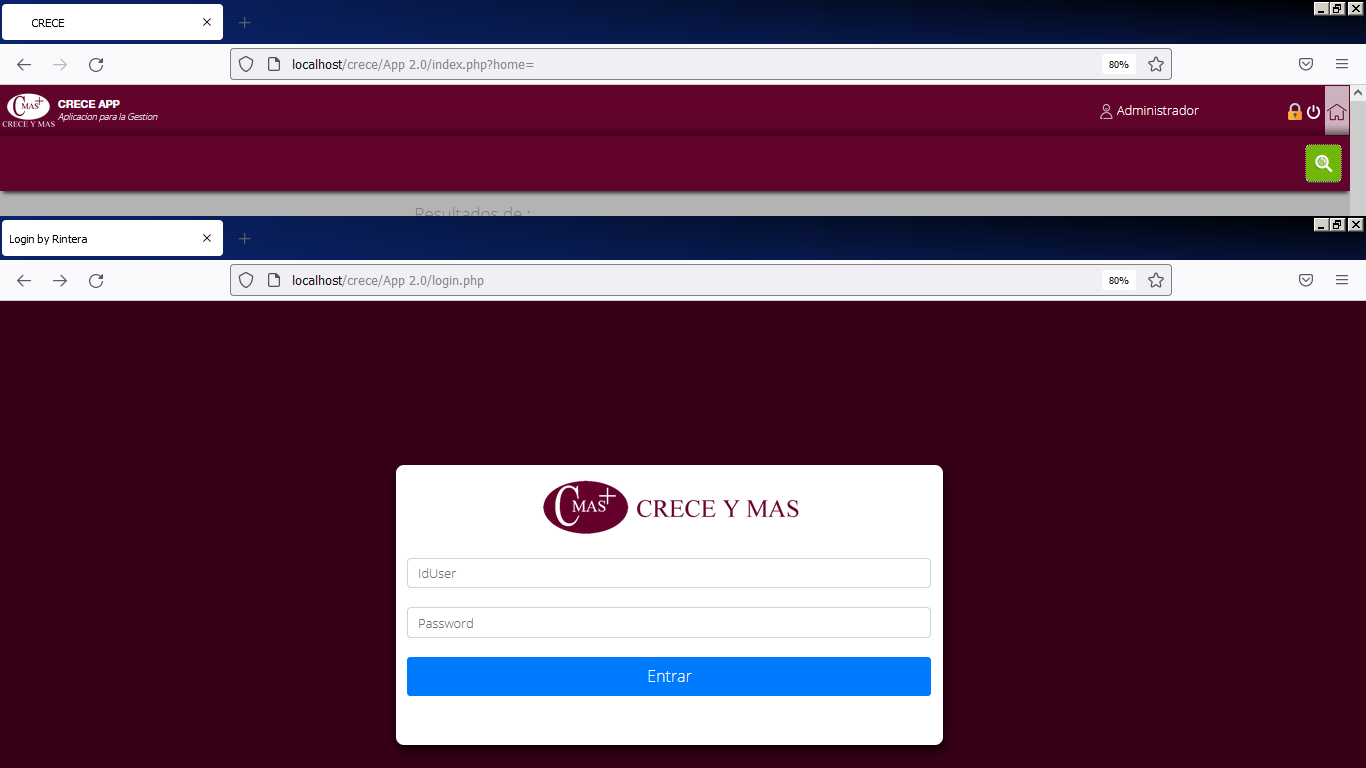 CRECE
localhost/crece/App 2.0/index.php?home=
80%
CMAS+
CRECE Y MAS
CRECE APP
Aplicacion para la Gestion
Administrador
Resultados de :
Login by Rintera
localhost/crece/App 2.0/login.php
80%
CMAS+ CRECE Y MAS
IdUser
Password
Entrar